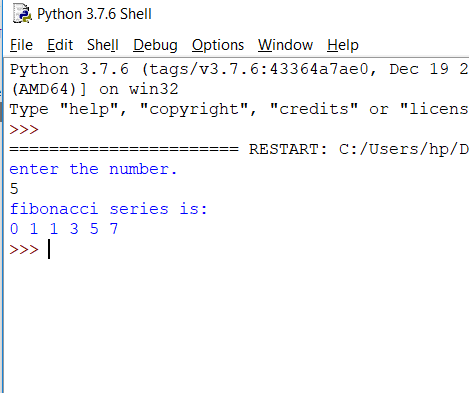 Python 3.7.6 Shell
File Edit Shell Debug Options Window Help
Python 3.7.6 (tags/v3.7.6:43364a7ae0, Dec 19 2
(AMD64)] on win32
Type "help", "copyright", "credits" or "licens
>>>
======================= RESTART: C:/Users/hp/D
enter the number.
5
fibonacci series is:
0 1 1 3 5 7
>>>